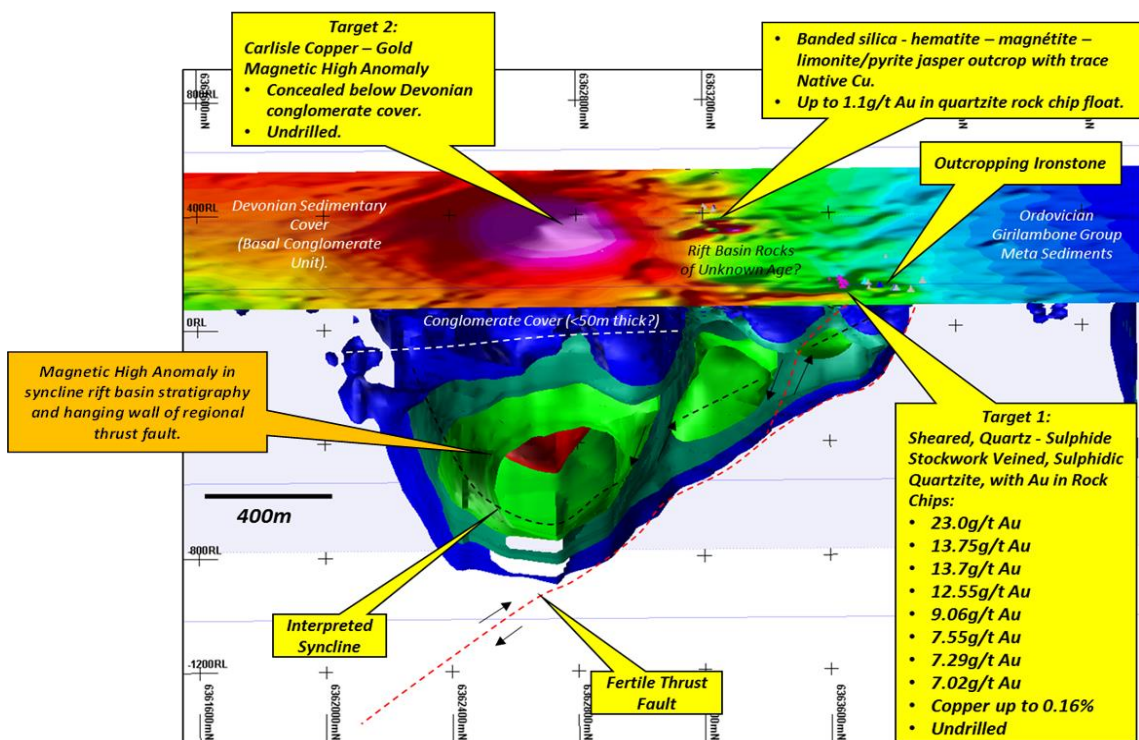 Target 2:
Carlisle Copper – Gold
Magnetic High Anomaly
• Concealed below Devonian
conglomerate cover.
• Undrilled.
• Banded silica - hematite – magnétite –
limonite/pyrite jasper outcrop with trace
Native Cu.
• Up to 1.1g/t Au in quartzite rock chip float.
800RL
6361600mN
6362000mN
6362800mN
6363200mN
Outcropping Ironstone
400RL
Devonian Sedimentary
Cover
(Basal Conglomerate
Unit).
Rift Basin Rocks
of Unknown Age?
Ordovician
Girilambone Group
Meta Sediments
0RL
Conglomerate Cover (<50m thick?)
Magnetic High Anomaly in
syncline rift basin stratigraphy
and hanging wall of regional
thrust fault.
400m
Target 1:
Sheared, Quartz - Sulphide
Stockwork Veined, Sulphidic
Quartzite, with Au in Rock
Chips:
• 23.0g/t Au
• 13.75g/t Au
• 13.7g/t Au
• 12.55g/t Au
• 9.06g/t Au
• 7.55g/t Au
• 7.29g/t Au
• 7.02g/t Au
• Copper up to 0.16%
• Undrilled
-800RL
Interpreted
Syncline
Fertile Thrust
Fault
-1200RL
6361600mN
6362000mN
6362400mN
6362800mN
6363600mN